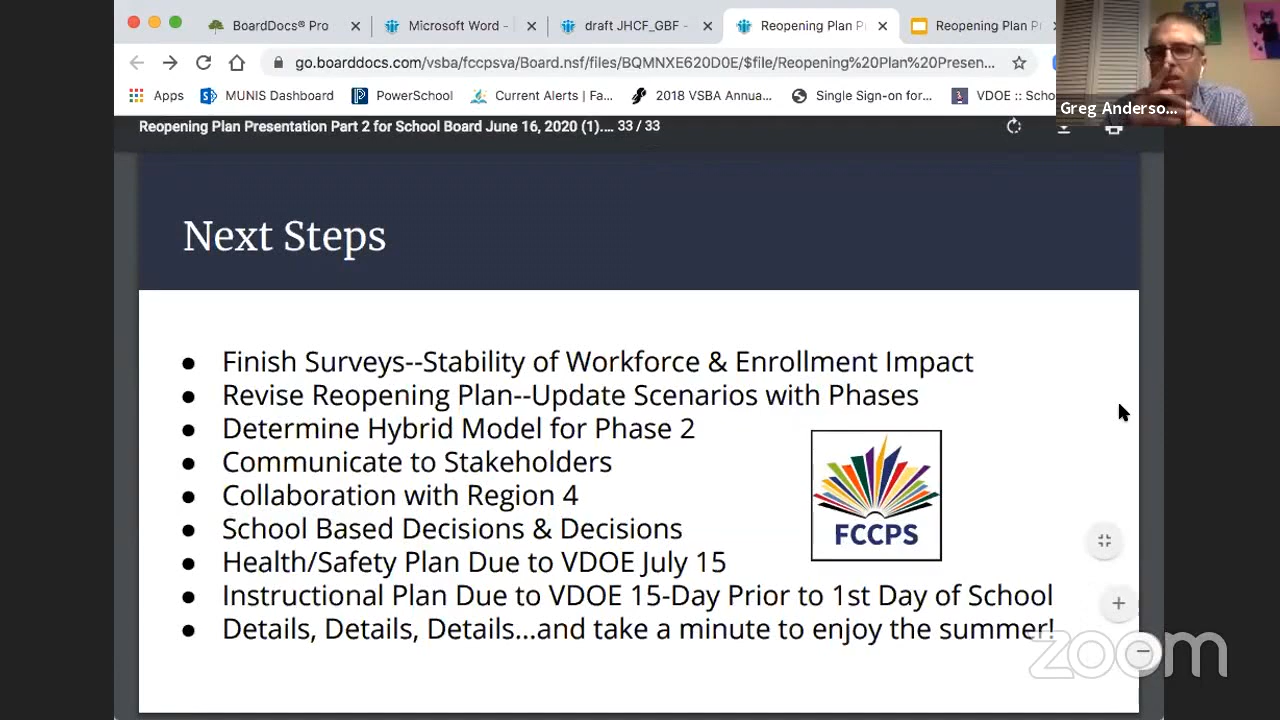 BoardDocs® Pro
Microsoft Word -
draft JHCF_GBF -
Reopening Plan P
Reopening Plan P
go.boarddocs.com/vsba/fccpsva/Board.nsf/files/BQMNXE620D0E/$file/Reopening%20Plan%20Presen...
Apps
MUNIS Dashboard
PowerSchool
Current Alerts | Fa...
2018 VSBA Annua...
Single Sign-on for...
VDOE :: Scho
Greg Anderso...
Reopening Plan Presentation Part 2 for School Board June 16, 2020 (1).... 33 / 33
Next Steps
● Finish Surveys--Stability of Workforce & Enrollment Impact
● Revise Reopening Plan--Update Scenarios with Phases
● Determine Hybrid Model for Phase 2
● Communicate to Stakeholders
● Collaboration with Region 4
● School Based Decisions & Decisions
● Health/Safety Plan Due to VDOE July 15
● Instructional Plan Due to VDOE 15-Day Prior to 1st Day of School
● Details, Details, Details...and take a minute to enjoy the summer!
FCCPS
zoom